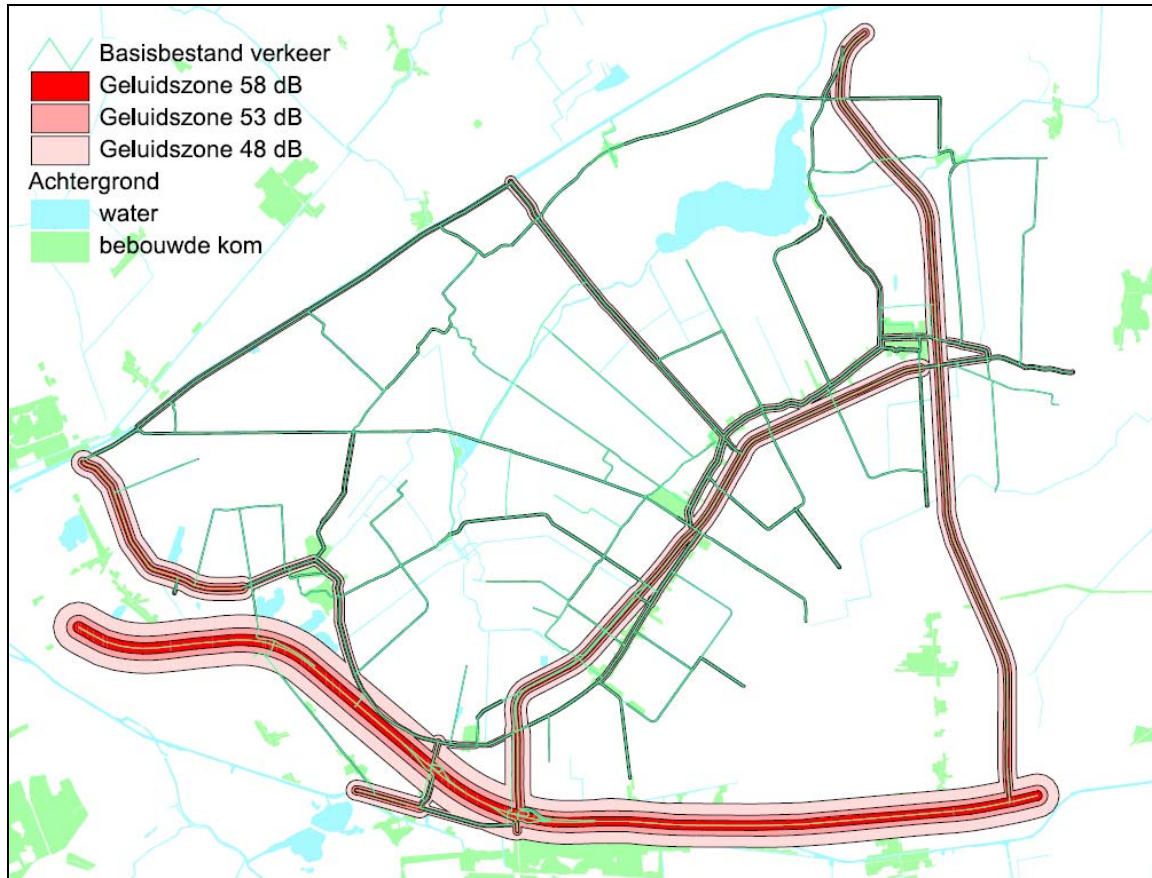 Basisbestand verkeer
Geluidszone 58 dB
Geluidszone 53 dB
Geluidszone 48 dB
Achtergrond
water
bebouwde kom